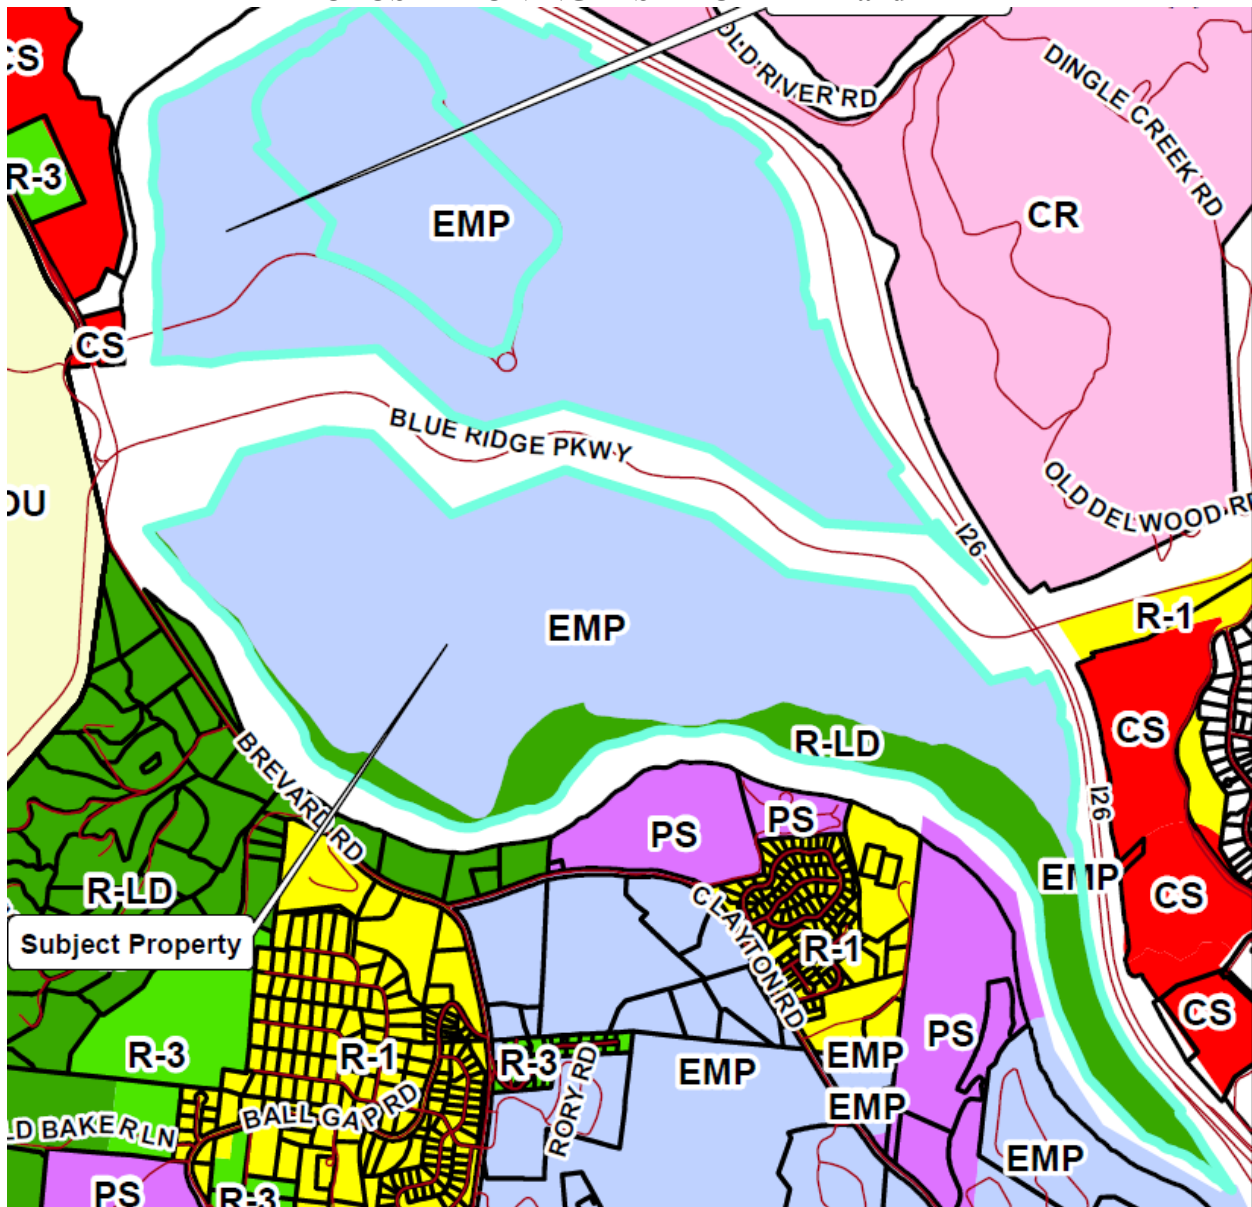 CS
OLD RIVER RD
DINGLE CREEK RD
R-3
EMP
CR
CS
BLUE RIDGE PKWY
OU
OLD DELWOOD RD
I26
EMP
R-1
CS
R-LD
BREVARD RD
I26
PS
PS
EMP
R-LD
CS
CLAYTON RD
Subject Property
R-1
CS
PS
R-3
R-1
R-3
EMP
EMP
RORY RD
BALL GAP RD
EMP
LD BAKER LN
EMP
PS
R-3